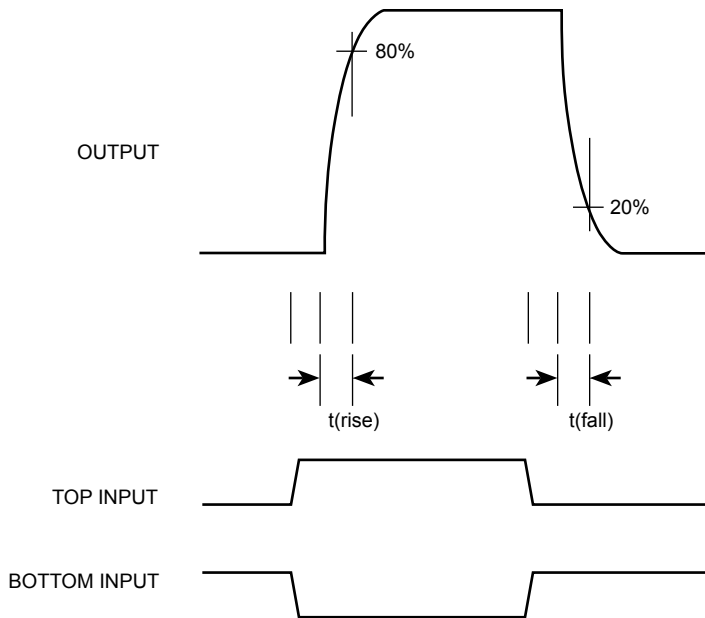 80%
OUTPUT
20%
t(rise)
t(fall)
TOP INPUT
BOTTOM INPUT